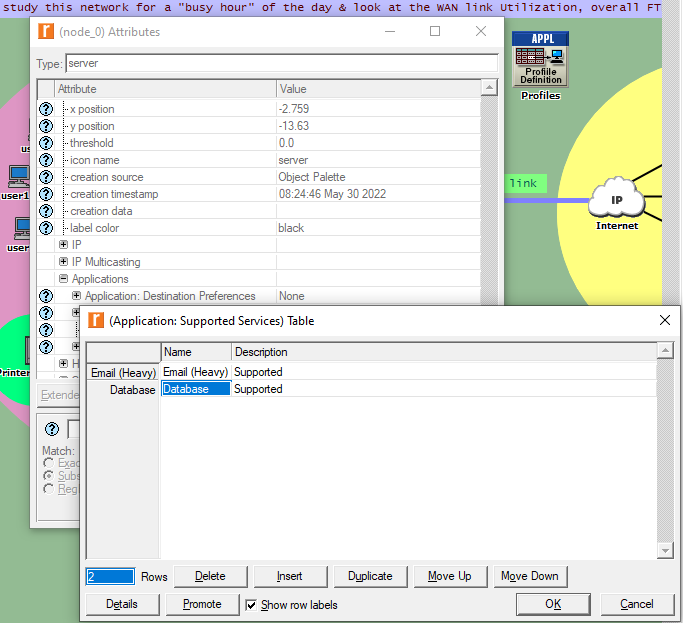 study this network for a "busy hour" of the day & look at the WAN link Utilization, overall FT
(node_0) Attributes
Type: server
Attribute Value
x position -2.759
y position -13.63
threshold 0.0
icon name server
creation source Object Palette
creation timestamp 08:24:46 May 30 2022
creation data
label color black
IP
IP Multicasting
Applications
Application: Destination Preferences None
H
Extende
Match:
Exac
Subs
Reg
us
user1
user
Printer
APPL
Profile
Definition
Profiles
link
IP
Internet
(Application: Supported Services) Table
Name Description
Email (Heavy) Email (Heavy) Supported
Database Database Supported
2 Rows Delete Insert Duplicate Move Up Move Down
Details Promote Show row labels OK Cancel